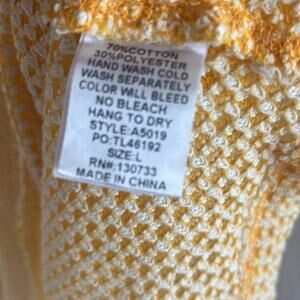 70%COTTON
30%POLYESTER
HAND WASH COLD
WASH SEPARATELY
COLOR WILL BLEED
NO BLEACH
HANG TO DRY
STYLE:A5019
PO:TL46192
SIZE:L
RN#:130733
MADE IN CHINA